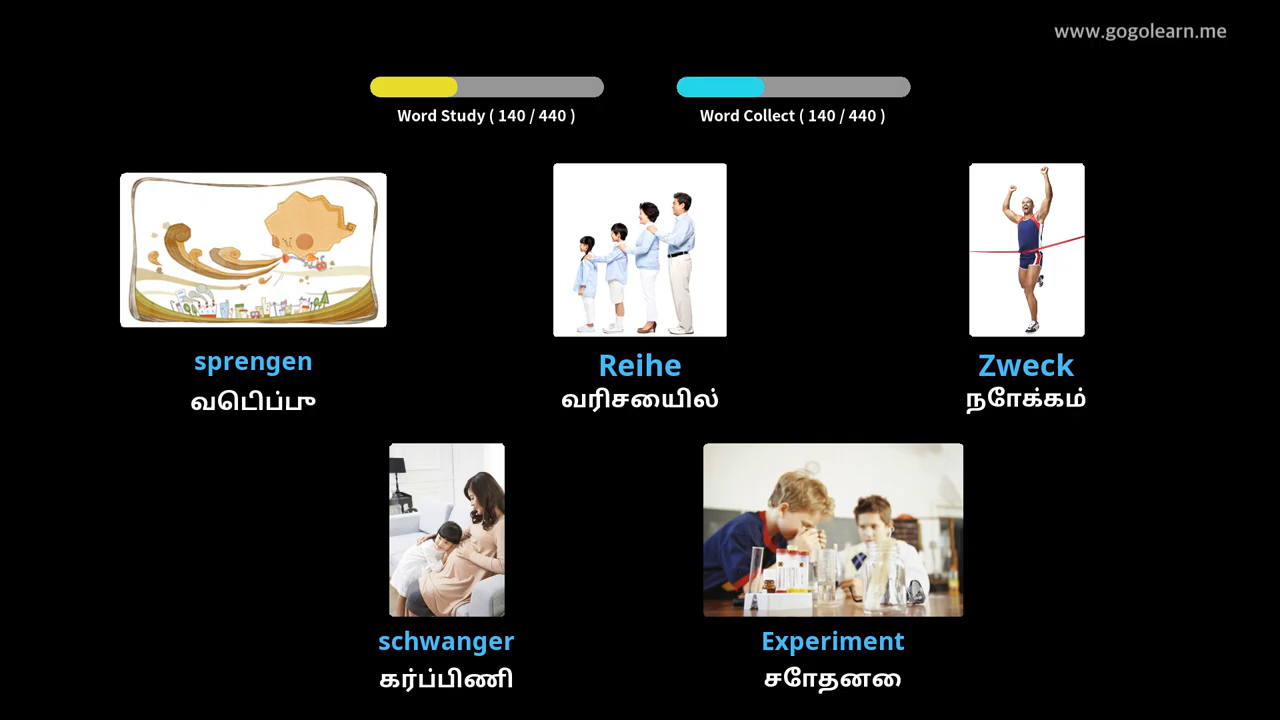 www.gogolearn.me
Word Study ( 140 / 440 )
Word Collect ( 140 / 440 )
sprengen
வெடிப்பு
Reihe
வரிசையில்
Zweck
நோக்கம்
schwanger
கர்ப்பிணி
Experiment
சோதனை